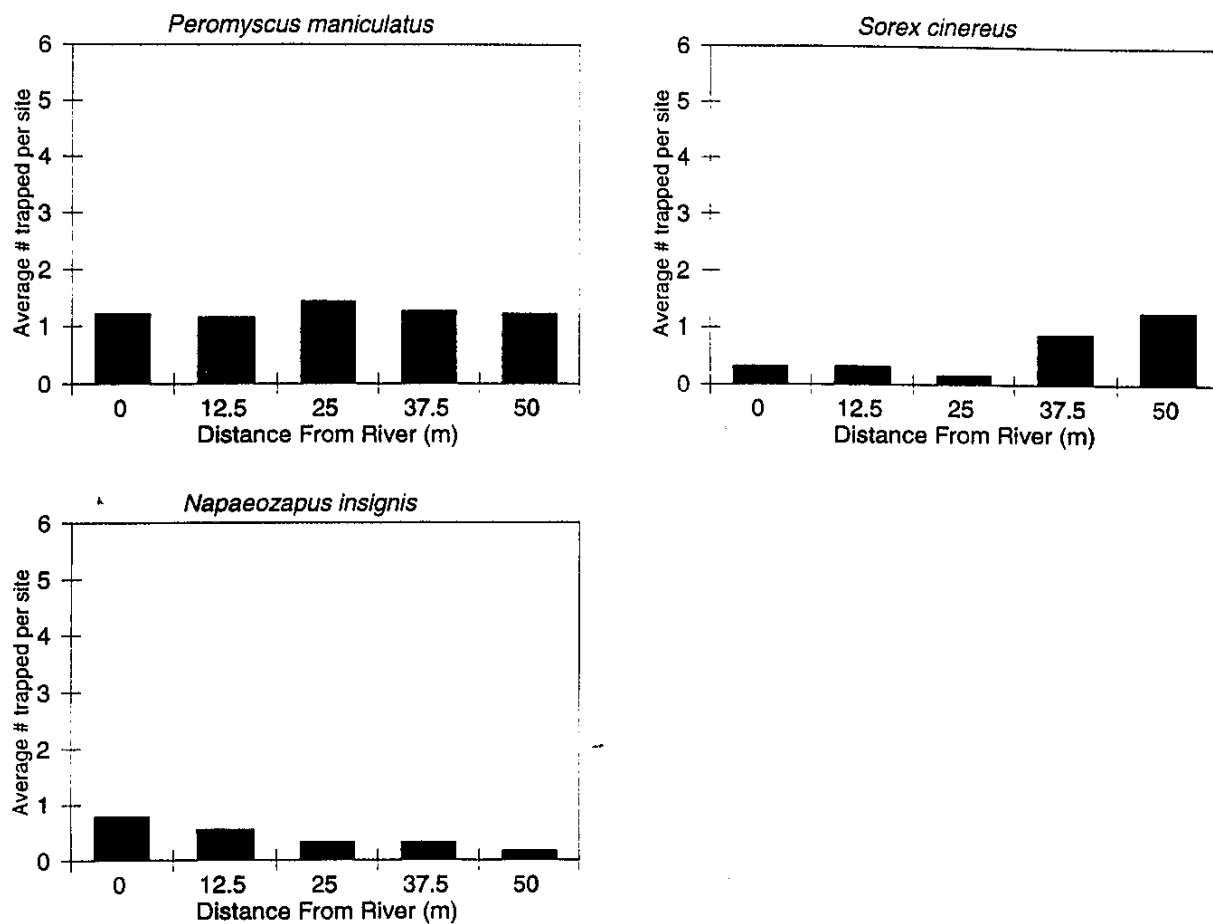 Peromyscus maniculatus
6
5
4
3
2
1
0
Average # trapped per site
0 12.5 25 37.5 50
Distance From River (m)
Sorex cinereus
6
5
4
3
2
1
0
Average # trapped per site
0 12.5 25 37.5 50
Distance From River (m)
Napaeozapus insignis
6
5
4
3
2
1
0
Average # trapped per site
0 12.5 25 37.5 50
Distance From River (m)